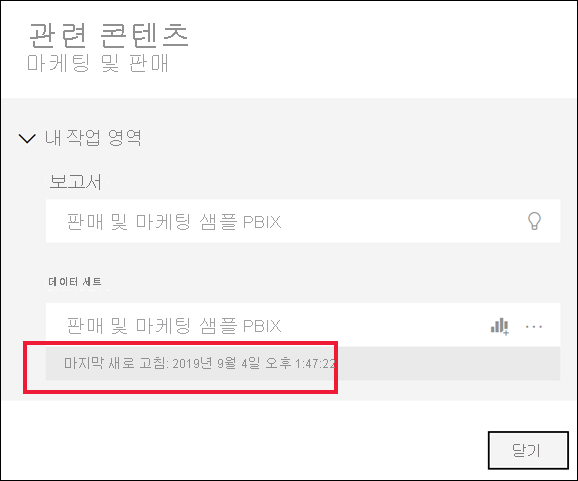 관련 콘텐츠
마케팅 및 판매
내 작업 영역
보고서
판매 및 마케팅 샘플 PBIX
데이터 세트
판매 및 마케팅 샘플 PBIX
마지막 새로 고침: 2019년 9월 4일 오후 1:47:22
닫기